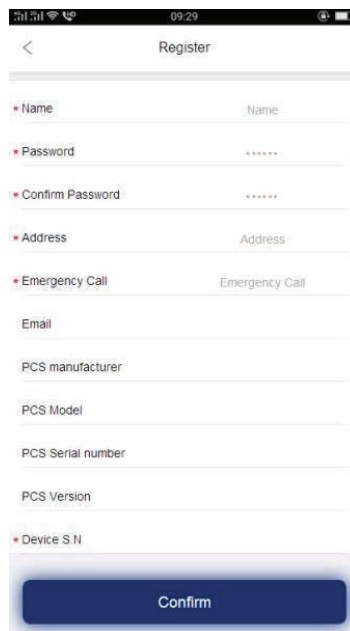 09:29
Register
* Name Name
* Password ••••••
* Confirm Password ••••••
* Address Address
* Emergency Call Emergency Call
Email
PCS manufacturer
PCS Model
PCS Serial number
PCS Version
* Device S.N
Confirm